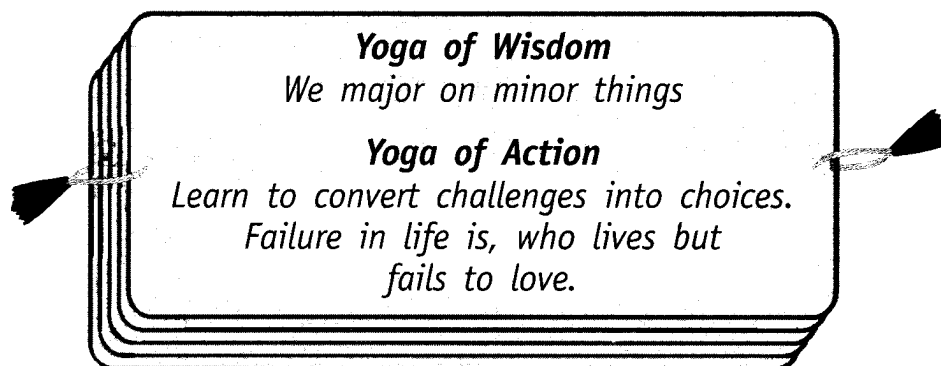 Yoga of Wisdom
We major on minor things
Yoga of Action
Learn to convert challenges into choices.
Failure in life is, who lives but
fails to love.